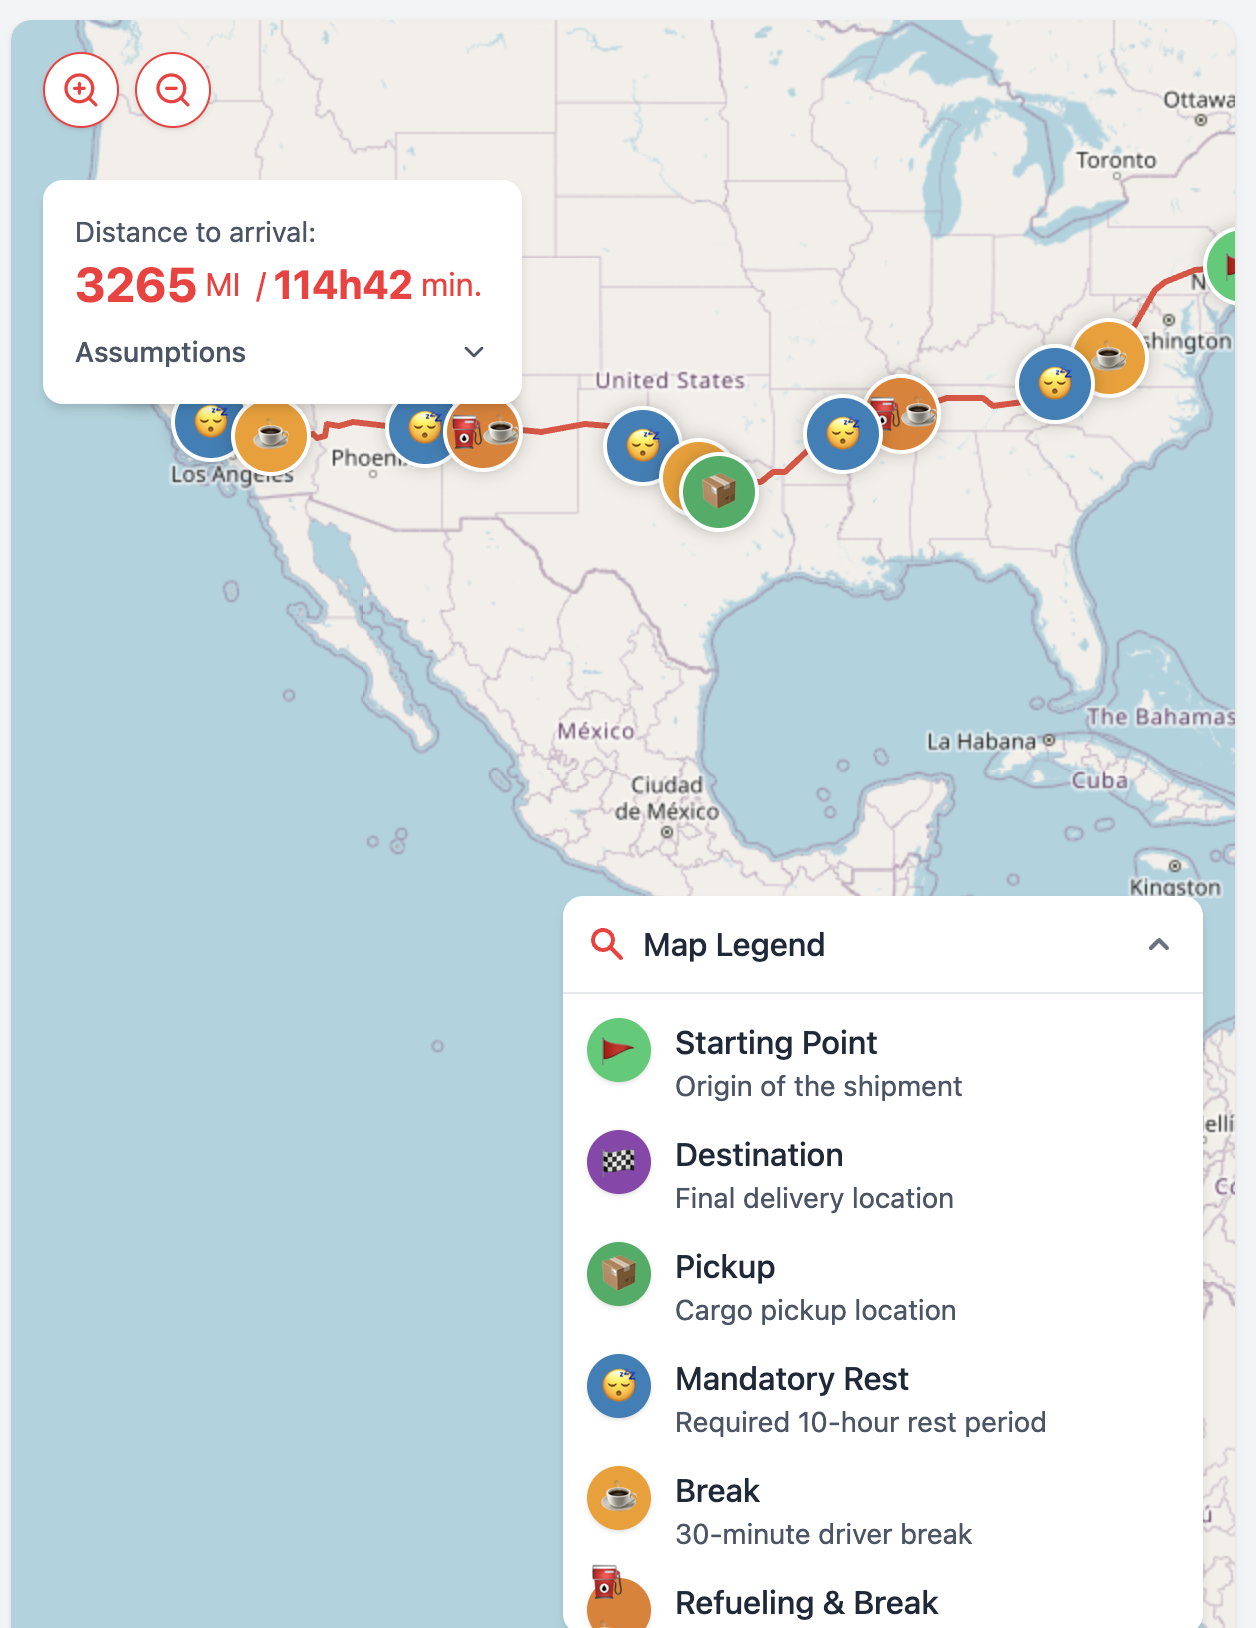 Ottawa
Toronto
Distance to arrival:
3265 MI / 114h42 min.
Assumptions
N
shington
United States
Phoeni
Los Angeles
México
Ciudad
de México
La Habana
The Bahamas
Cuba
Kingston
Map Legend
Starting Point
Origin of the shipment
Destination
Final delivery location
Pickup
Cargo pickup location
Mandatory Rest
Required 10-hour rest period
Break
30-minute driver break
Refueling & Break